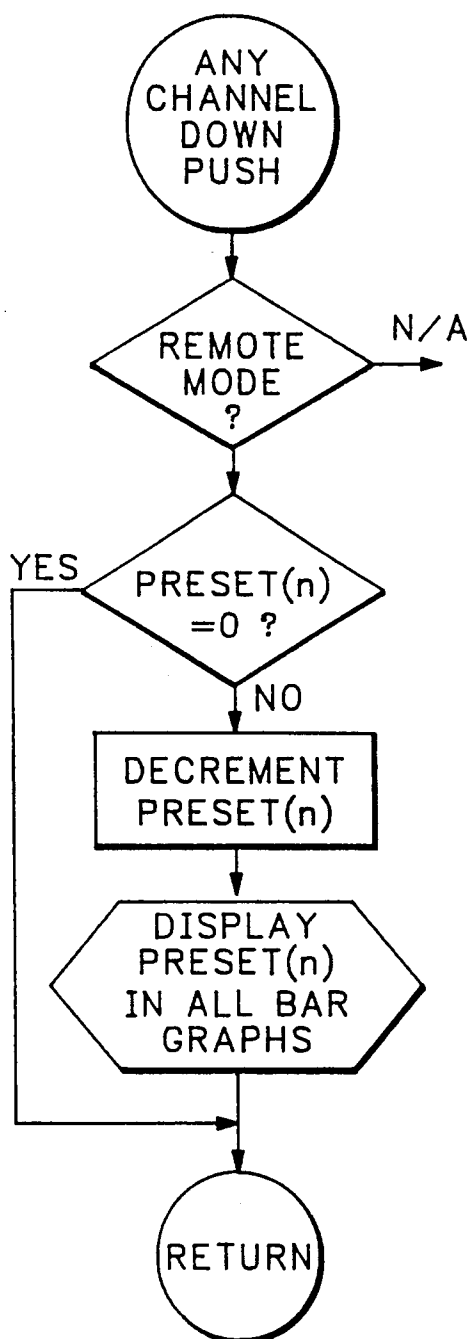 ANY
CHANNEL
DOWN
PUSH
REMOTE
MODE
?
N/A
PRESET(n)
=0 ?
YES
NO
DECREMENT
PRESET(n)
DISPLAY
PRESET(n)
IN ALL BAR
GRAPHS
RETURN